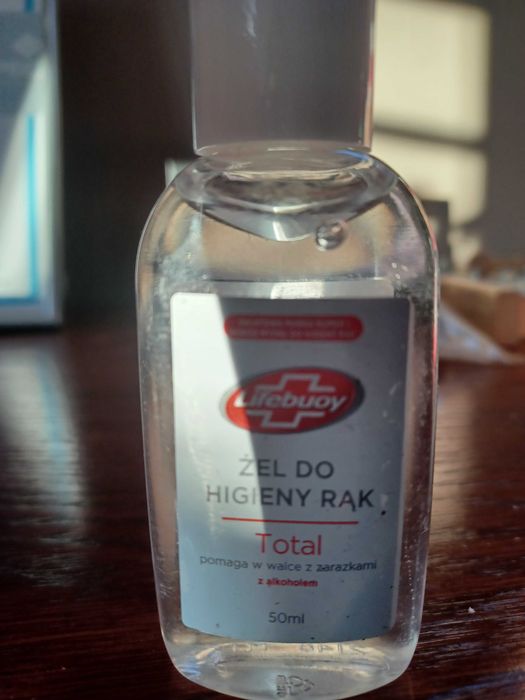 Lifebuoy
ŻEL DO
HIGIENY RĄK
Total
pomaga w walce z zarazkami
z alkoholem
50ml